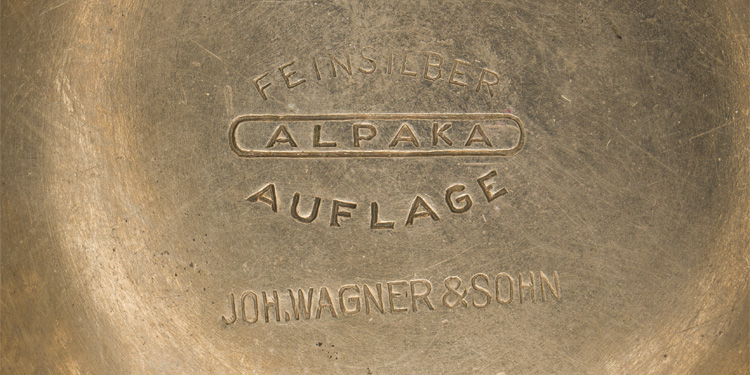 FEINSILBER
ALPAKA
AUFLAGE
JOH.WAGNER & SOHN